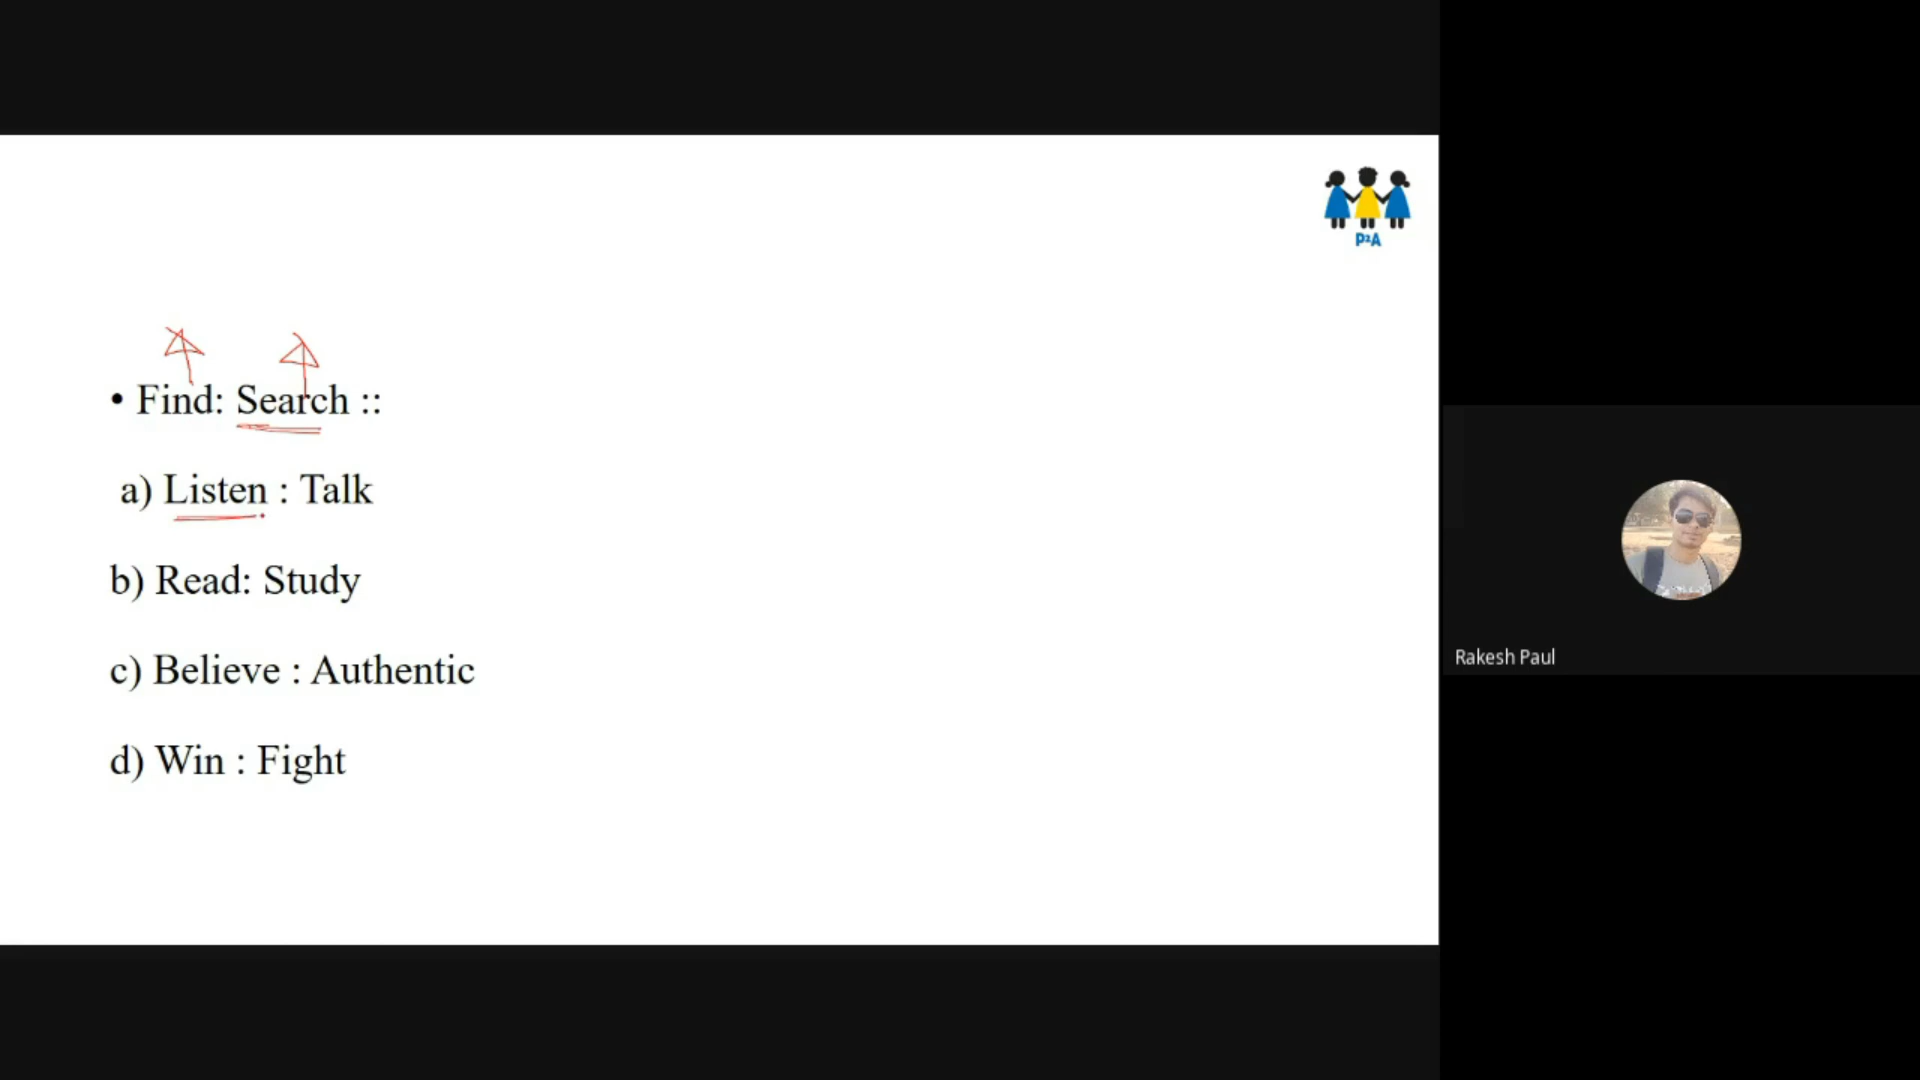 P²A
• Find: Search ::
a) Listen : Talk
b) Read: Study
c) Believe : Authentic
d) Win : Fight
Rakesh Paul